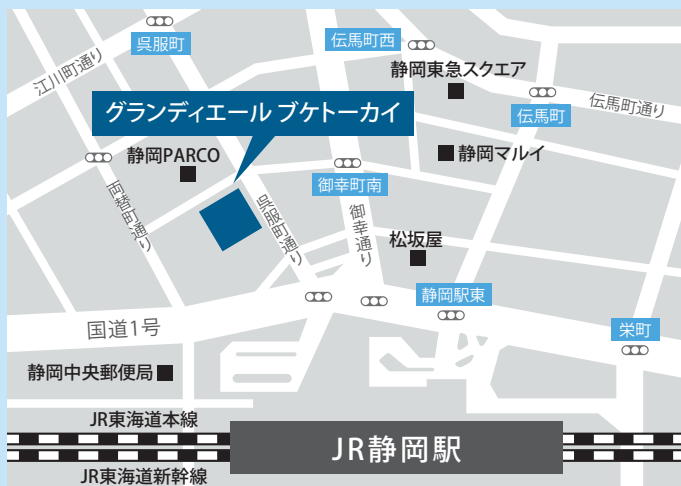 呉服町
伝馬町西
江川町通り
静岡東急スクエア
グランディエール ブケトーカイ
伝馬町
伝馬町通り
静岡PARCO
静岡マルイ
御幸町南
両替町通り
呉服町通り
御幸通り
松坂屋
静岡駅東
国道1号
栄町
静岡中央郵便局
JR東海道本線
JR静岡駅
JR東海道新幹線